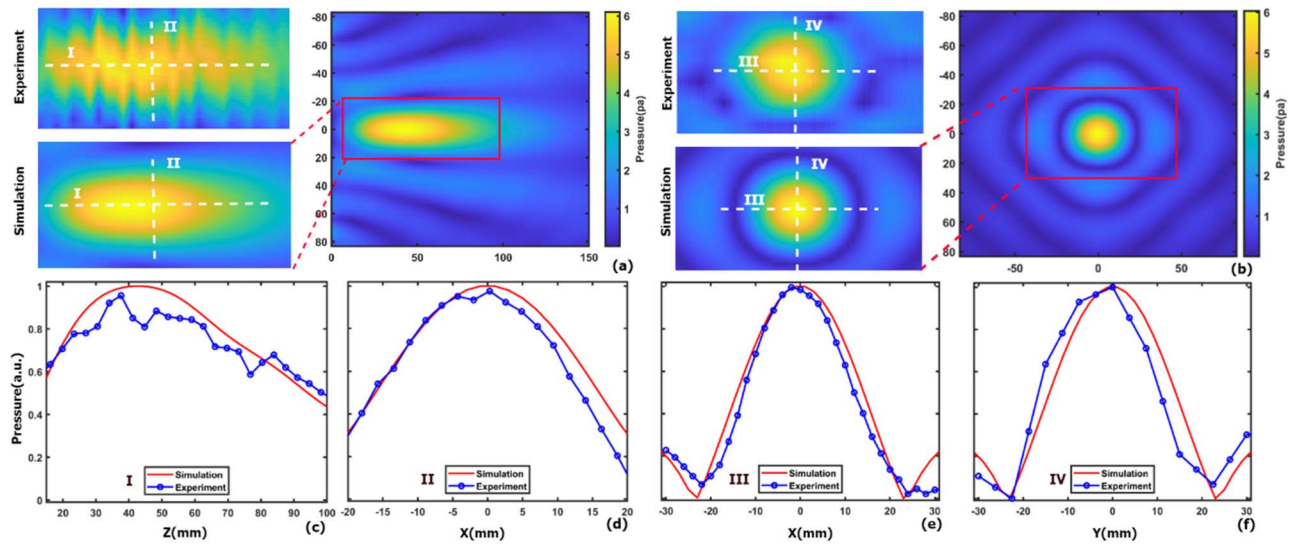 Experiment
I
II
Simulation
I
II
-80
-60
-40
-20
0
20
40
60
80
0
50
100
150
6
5
4
3
2
1
Pressure(pa)
(a)
III
IV
Experiment
III
IV
Simulation
-80
-60
-40
-20
0
20
40
60
80
-50
0
50
6
5
4
3
2
1
Pressure(pa)
(b)
Pressure(a.u.)
1
0.8
0.6
0.4
0.2
0
I
Simulation
Experiment
20 30 40 50 60 70 80 90 100
Z(mm)
(c)
II
Simulation
Experiment
-20 -15 -10 -5 0 5 10 15 20
X(mm)
(d)
III
Simulation
Experiment
-30 -20 -10 0 10 20 30
X(mm)
(e)
IV
Simulation
Experiment
-30 -20 -10 0 10 20 30
Y(mm)
(f)